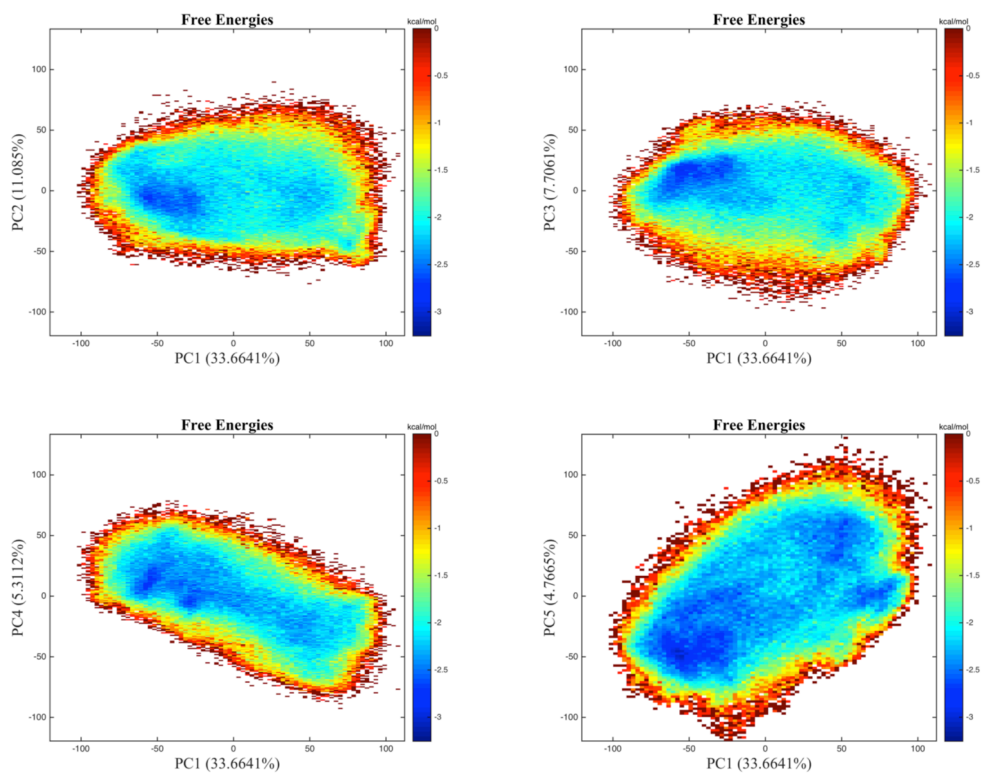 Free Energies
kcal/mol
0
-0.5
-1
-1.5
-2
-2.5
-3
100
50
0
-50
-100
PC2 (11.085%)
-100 -50 0 50 100
PC1 (33.6641%)
Free Energies
kcal/mol
0
-0.5
-1
-1.5
-2
-2.5
-3
100
50
0
-50
-100
PC3 (7.7061%)
-100 -50 0 50 100
PC1 (33.6641%)
Free Energies
kcal/mol
0
-0.5
-1
-1.5
-2
-2.5
-3
100
50
0
-50
-100
PC4 (5.3112%)
-100 -50 0 50 100
PC1 (33.6641%)
Free Energies
kcal/mol
0
-0.5
-1
-1.5
-2
-2.5
-3
100
50
0
-50
-100
PC5 (4.7665%)
-100 -50 0 50 100
PC1 (33.6641%)